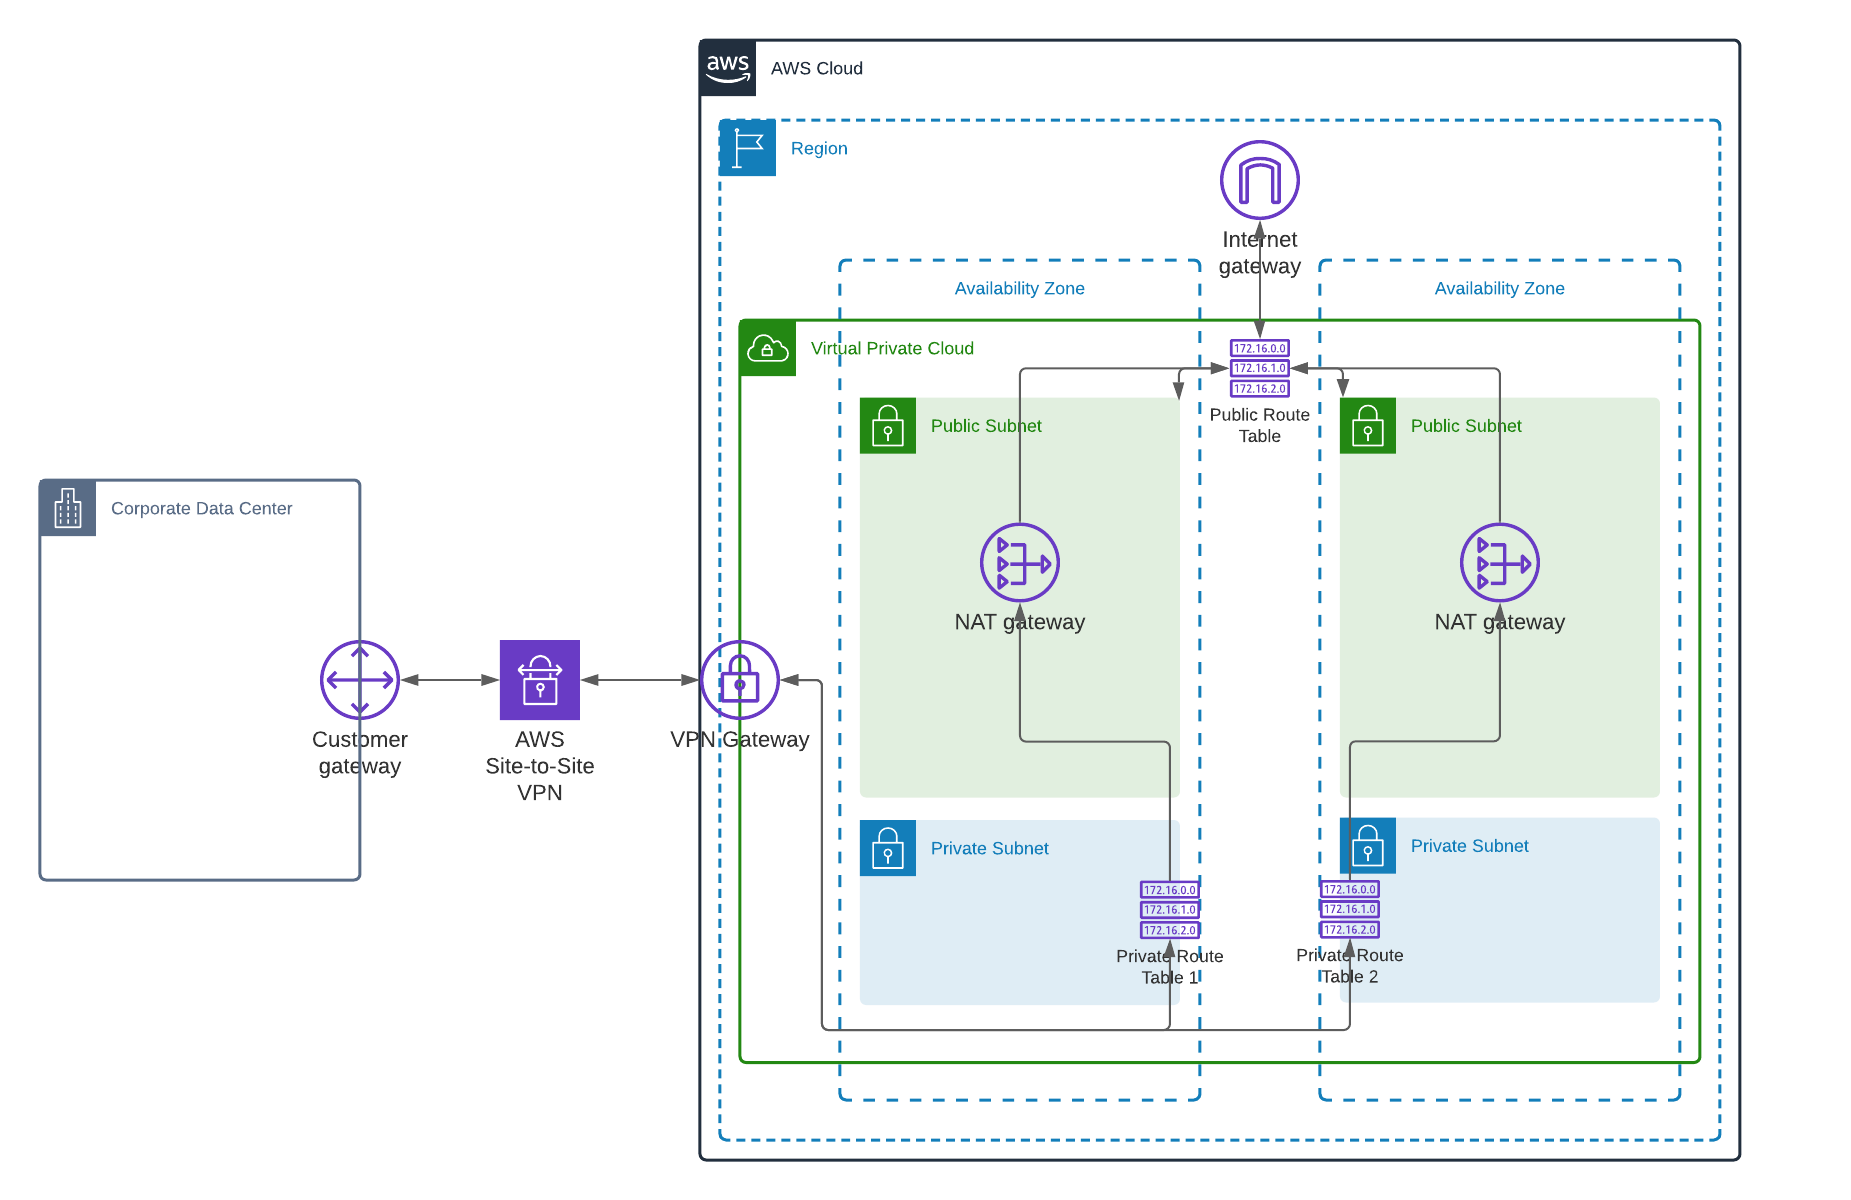 aws
AWS Cloud
Region
Internet
gateway
Availability Zone
Availability Zone
Virtual Private Cloud
172.16.0.0
172.16.1.0
172.16.2.0
Public Route
Table
Public Subnet
Public Subnet
Corporate Data Center
NAT gateway
NAT gateway
Customer
gateway
AWS
Site-to-Site
VPN
VPN Gateway
Private Subnet
Private Subnet
172.16.0.0
172.16.1.0
172.16.2.0
Private Route
Table 1
172.16.0.0
172.16.1.0
172.16.2.0
Private Route
Table 2